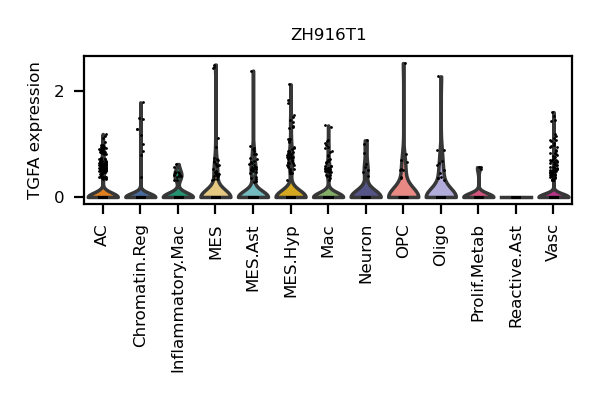 ZH916T1
TGFA expression
2
0
AC
Chromatin.Reg
Inflammatory.Mac
MES
MES.Ast
MES.Hyp
Mac
Neuron
OPC
Oligo
Prolif.Metab
Reactive.Ast
Vasc